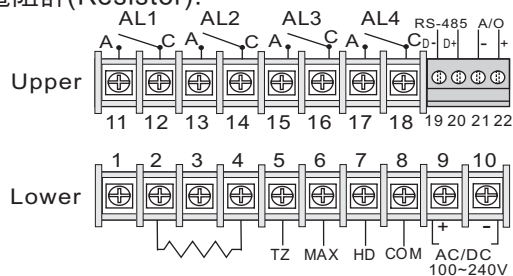 電阻計(Resistor).
AL1 AL2 AL3 AL4 RS-485 A/O
A C A C A C A C D- D+ - +
Upper
11 12 13 14 15 16 17 18 19 20 21 22
1 2 3 4 5 6 7 8 9 10
Lower
+ -
TZ MAX HD COM AC/DC
100~240V